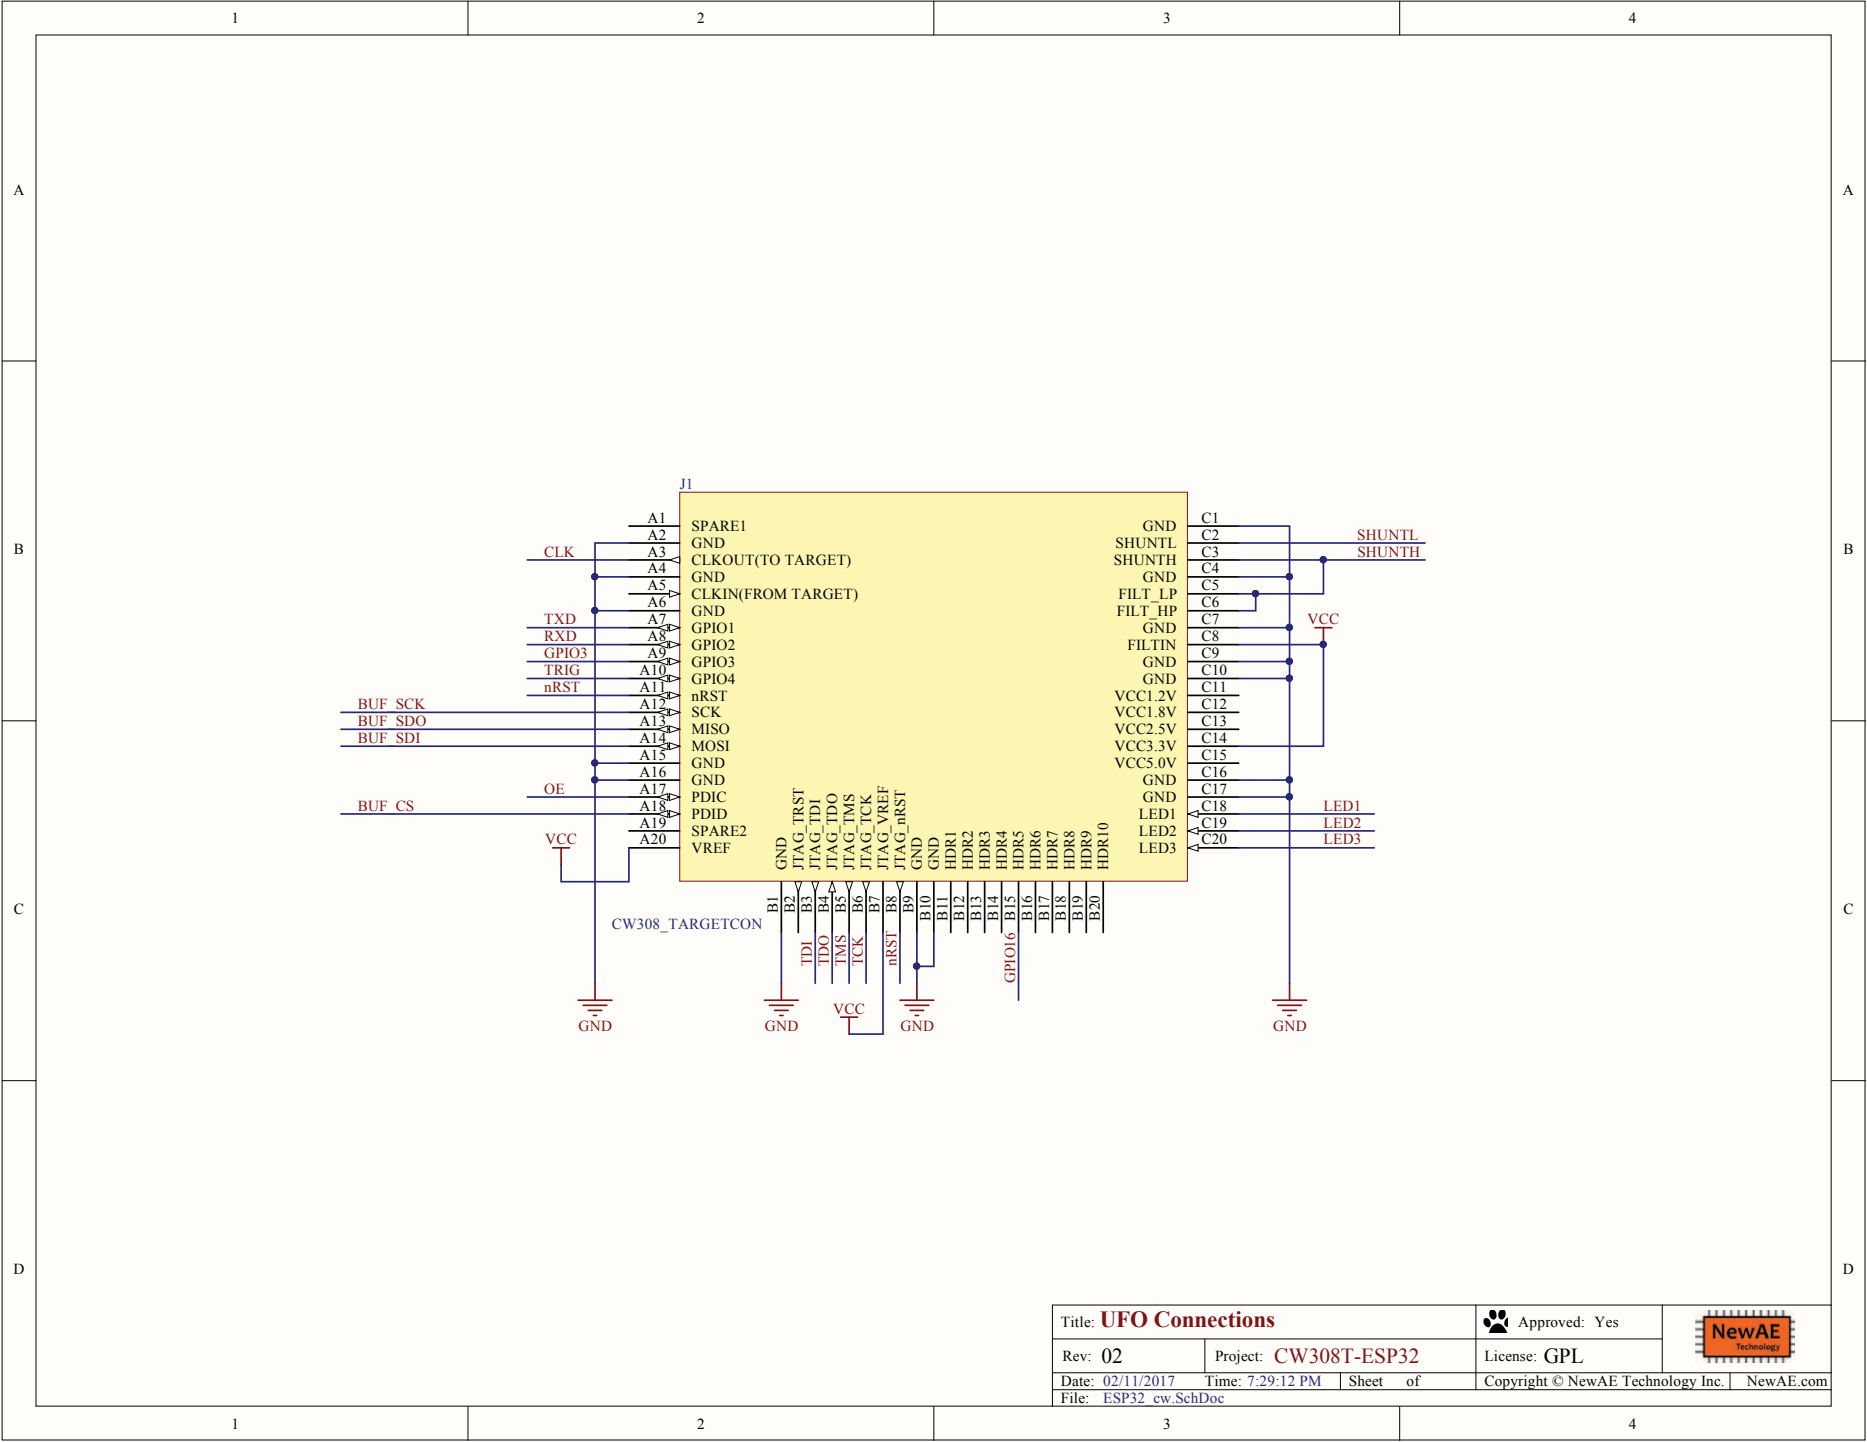 1 2 3 4
A A
B B
C C
D D
J1
A1 SPARE1
A2 GND
CLK A3 CLKOUT(TO TARGET)
A4 GND
A5 CLKIN(FROM TARGET)
A6 GND
TXD A7 GPIO1
RXD A8 GPIO2
GPIO3 A9 GPIO3
TRIG A10 GPIO4
nRST A11 nRST
BUF_SCK A12 SCK
BUF_SDO A13 MISO
BUF_SDI A14 MOSI
A15 GND
A16 GND
OE A17 PDIC
BUF_CS A18 PDID
A19 SPARE2
VCC A20 VREF
GND C1
SHUNTL C2 SHUNTL
SHUNTH C3 SHUNTH
GND C4
FILT_LP C5
FILT_HP C6
GND C7 VCC
FILTIN C8
GND C9
GND C10
VCC1.2V C11
VCC1.8V C12
VCC2.5V C13
VCC3.3V C14
VCC5.0V C15
GND C16
GND C17
LED1 C18 LED1
LED2 C19 LED2
LED3 C20 LED3
GND B1
JTAG_TRST B2
JTAG_TDI B3 TDI
JTAG_TDO B4 TDO
JTAG_TMS B5 TMS
JTAG_TCK B6 TCK
JTAG_VREF B7
JTAG_nRST B8 nRST
GND B9
GND B10
HDR1 B11
HDR2 B12
HDR3 B13
HDR4 B14
HDR5 B15 GPIO16
HDR6 B16
HDR7 B17
HDR8 B18
HDR9 B19
HDR10 B20
CW308_TARGETCON
VCC
GND GND GND GND
Title: UFO Connections
Approved: Yes
Rev: 02 Project: CW308T-ESP32 License: GPL
NewAE
Technology
Date: 02/11/2017 Time: 7:29:12 PM Sheet of Copyright © NewAE Technology Inc. NewAE.com
File: ESP32_cw.SchDoc
1 2 3 4